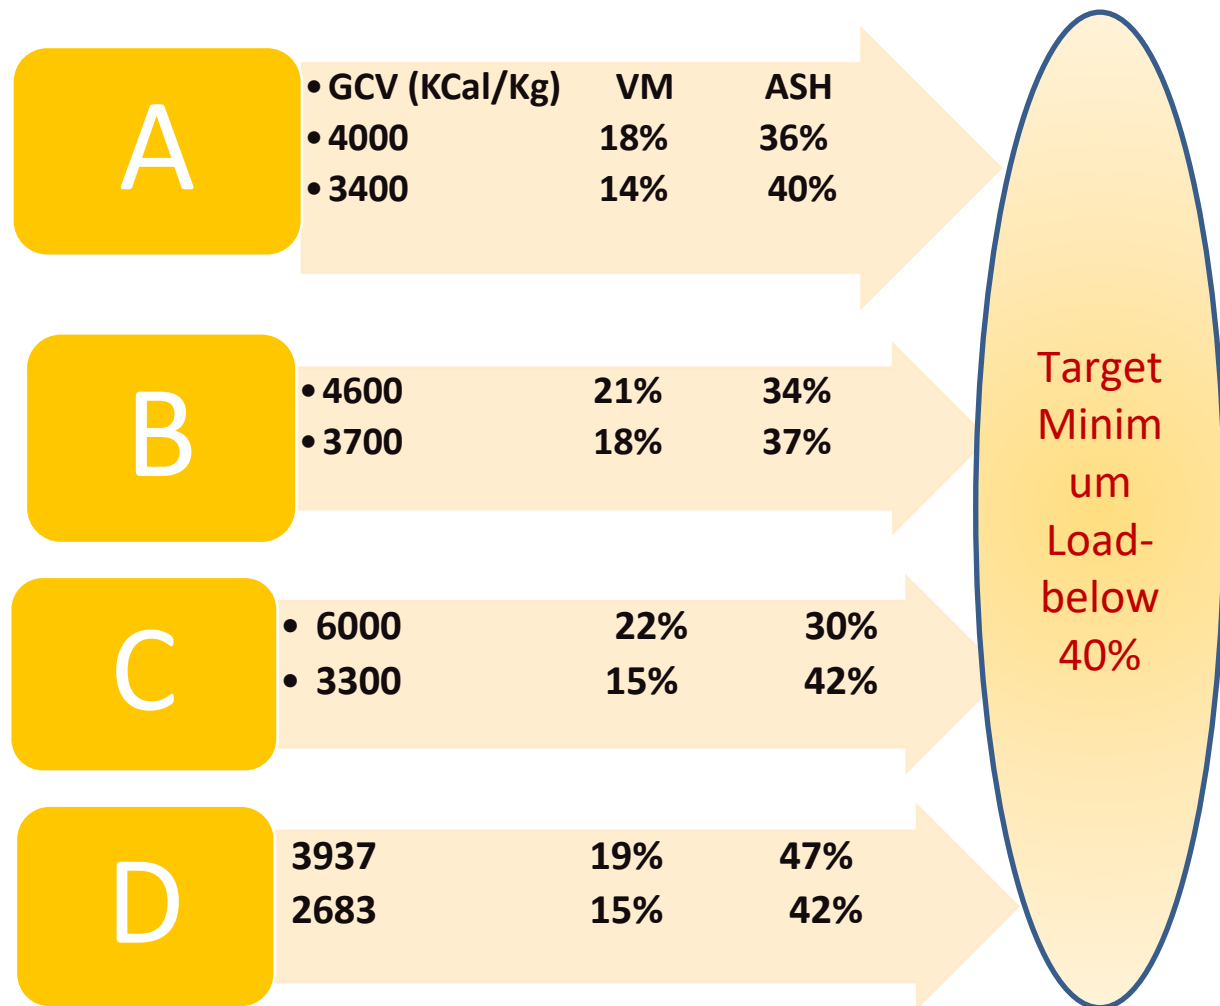 A
• GCV (KCal/Kg) VM ASH
• 4000 18% 36%
• 3400 14% 40%
B
• 4600 21% 34%
• 3700 18% 37%
C
• 6000 22% 30%
• 3300 15% 42%
D
3937 19% 47%
2683 15% 42%
Target
Minim
um
Load-
below
40%